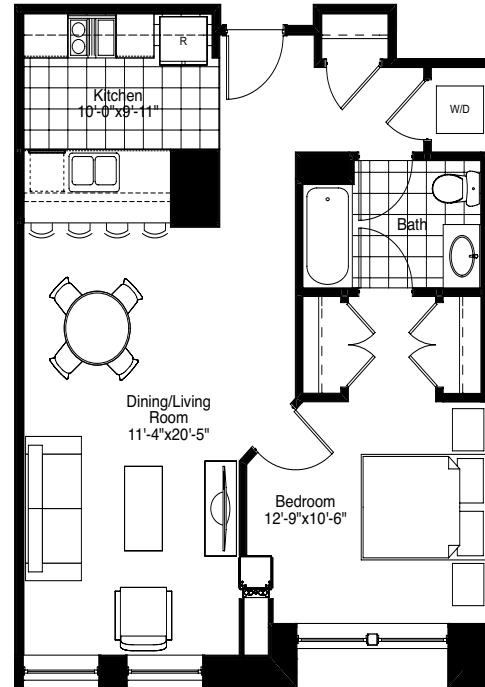 R
Kitchen
10'-0"x9'-11"
W/D
Bath
Dining/Living
Room
11'-4"x20'-5"
Bedroom
12'-9"x10'-6"